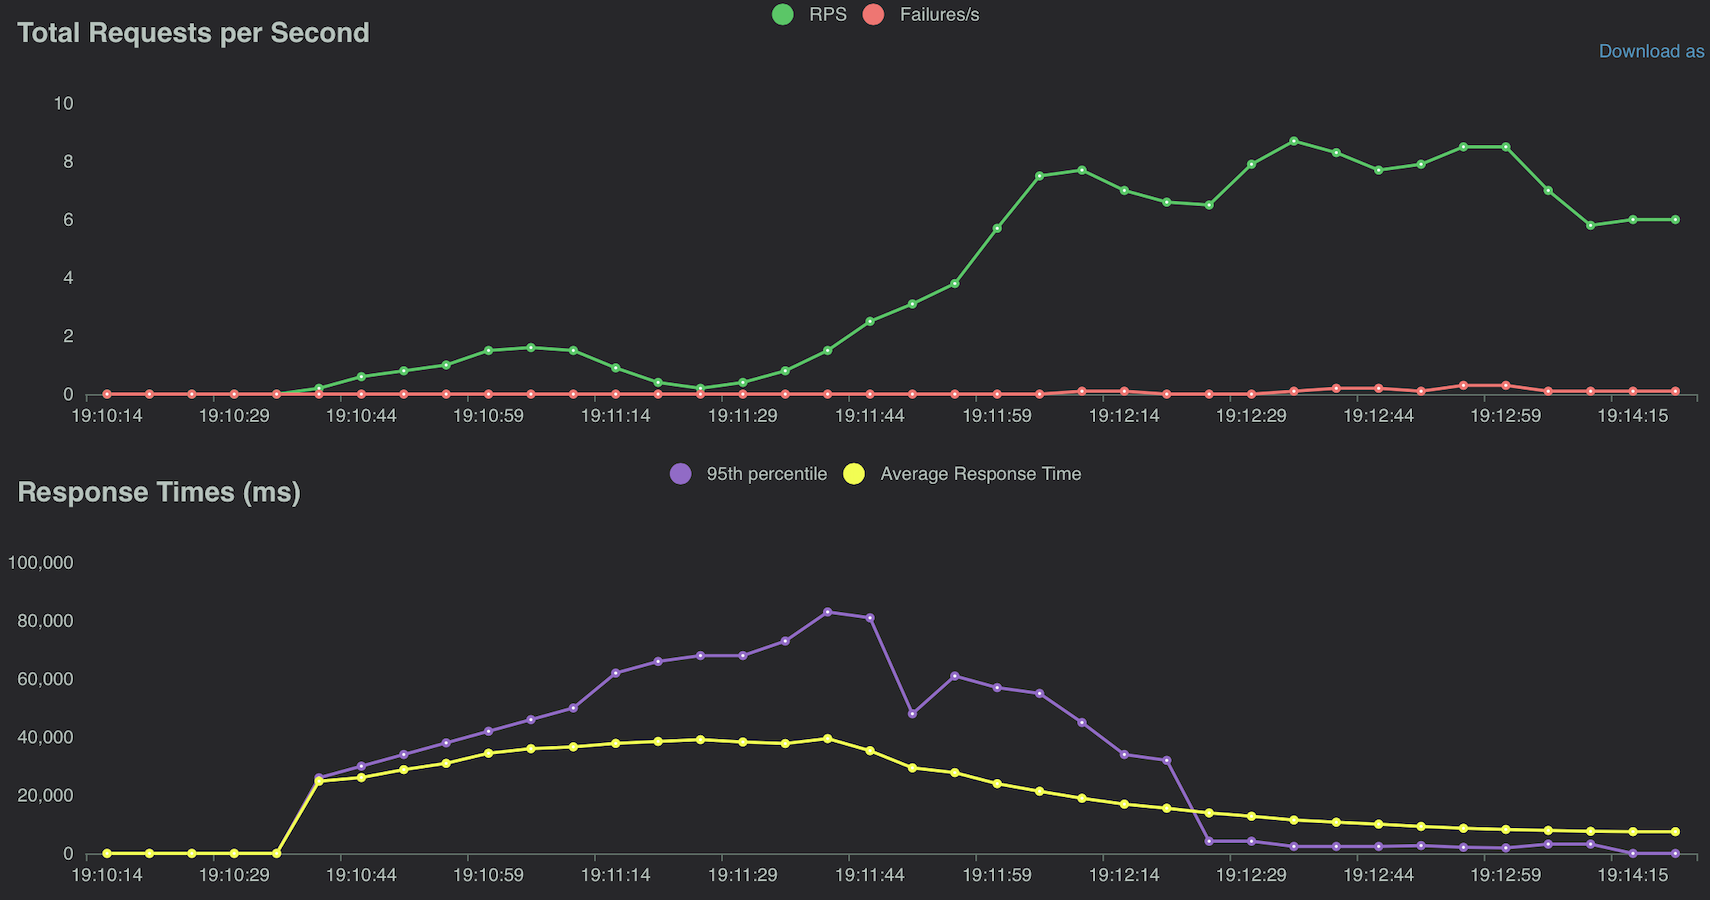 RPS Failures/s
Total Requests per Second
Download as
10
8
6
4
2
0
19:10:14 19:10:29 19:10:44 19:10:59 19:11:14 19:11:29 19:11:44 19:11:59 19:12:14 19:12:29 19:12:44 19:12:59 19:14:15
95th percentile Average Response Time
Response Times (ms)
100,000
80,000
60,000
40,000
20,000
0
19:10:14 19:10:29 19:10:44 19:10:59 19:11:14 19:11:29 19:11:44 19:11:59 19:12:14 19:12:29 19:12:44 19:12:59 19:14:15